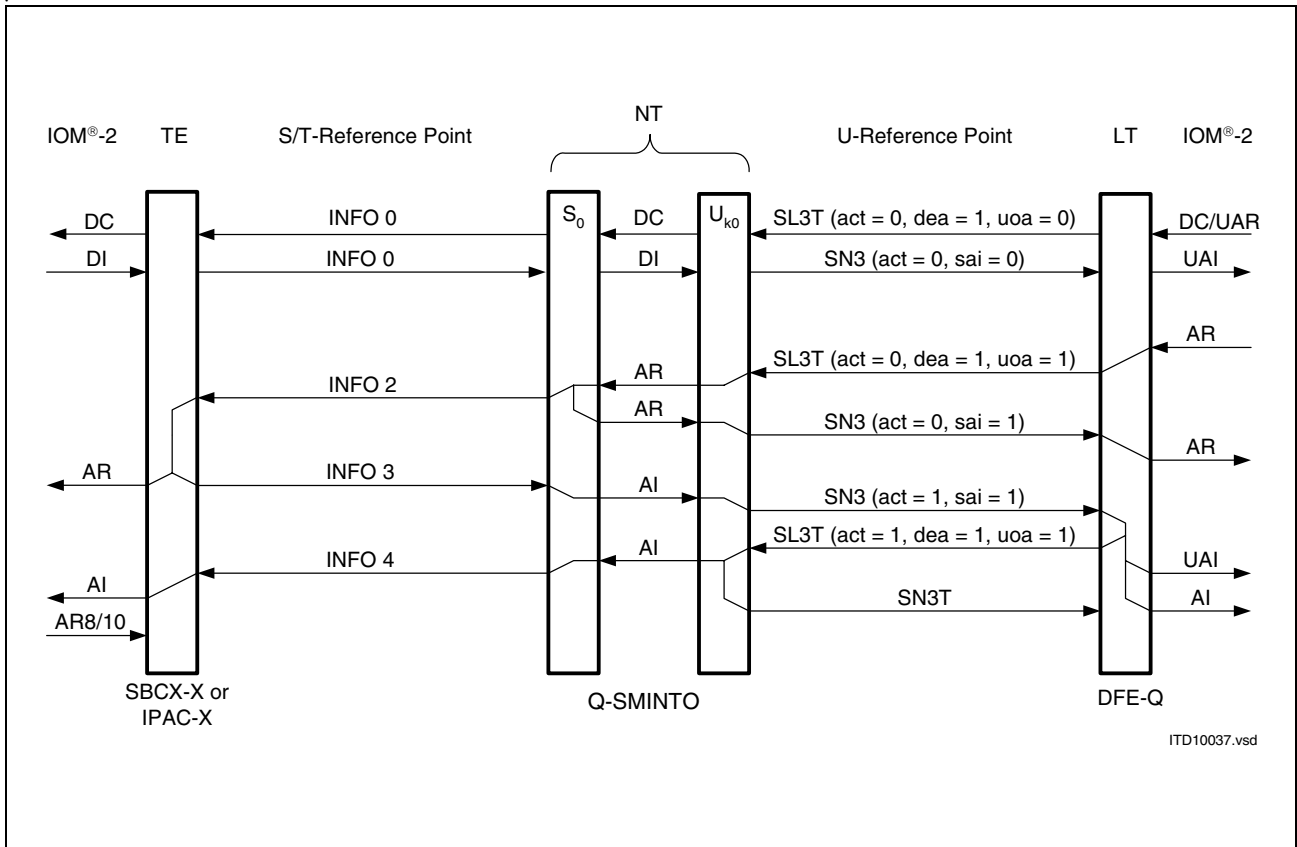 NT
IOM®-2 TE S/T-Reference Point U-Reference Point LT IOM®-2
S0 Uk0
DC INFO 0 DC SL3T (act = 0, dea = 1, uoa = 0) DC/UAR
DI INFO 0 DI SN3 (act = 0, sai = 0) UAI
AR
SL3T (act = 0, dea = 1, uoa = 1)
INFO 2 AR
AR SN3 (act = 0, sai = 1)
AR
AR INFO 3 AI
SN3 (act = 1, sai = 1)
SL3T (act = 1, dea = 1, uoa = 1)
INFO 4 AI UAI
AI SN3T AI
AR8/10
SBCX-X or
IPAC-X
Q-SMINTO
DFE-Q
ITD10037.vsd